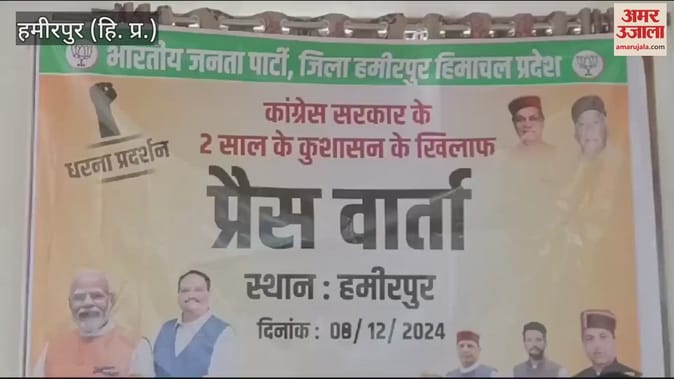 हमीरपुर (हि. प्र.)
अमर उजाला
amarujala.com
भारतीय जनता पार्टी, जिला हमीरपुर हिमाचल प्रदेश
धरना प्रदर्शन
कांग्रेस सरकार के
2 साल के कुशासन के खिलाफ
प्रैस वार्ता
स्थान : हमीरपुर
दिनांक : 08/ 12/ 2024